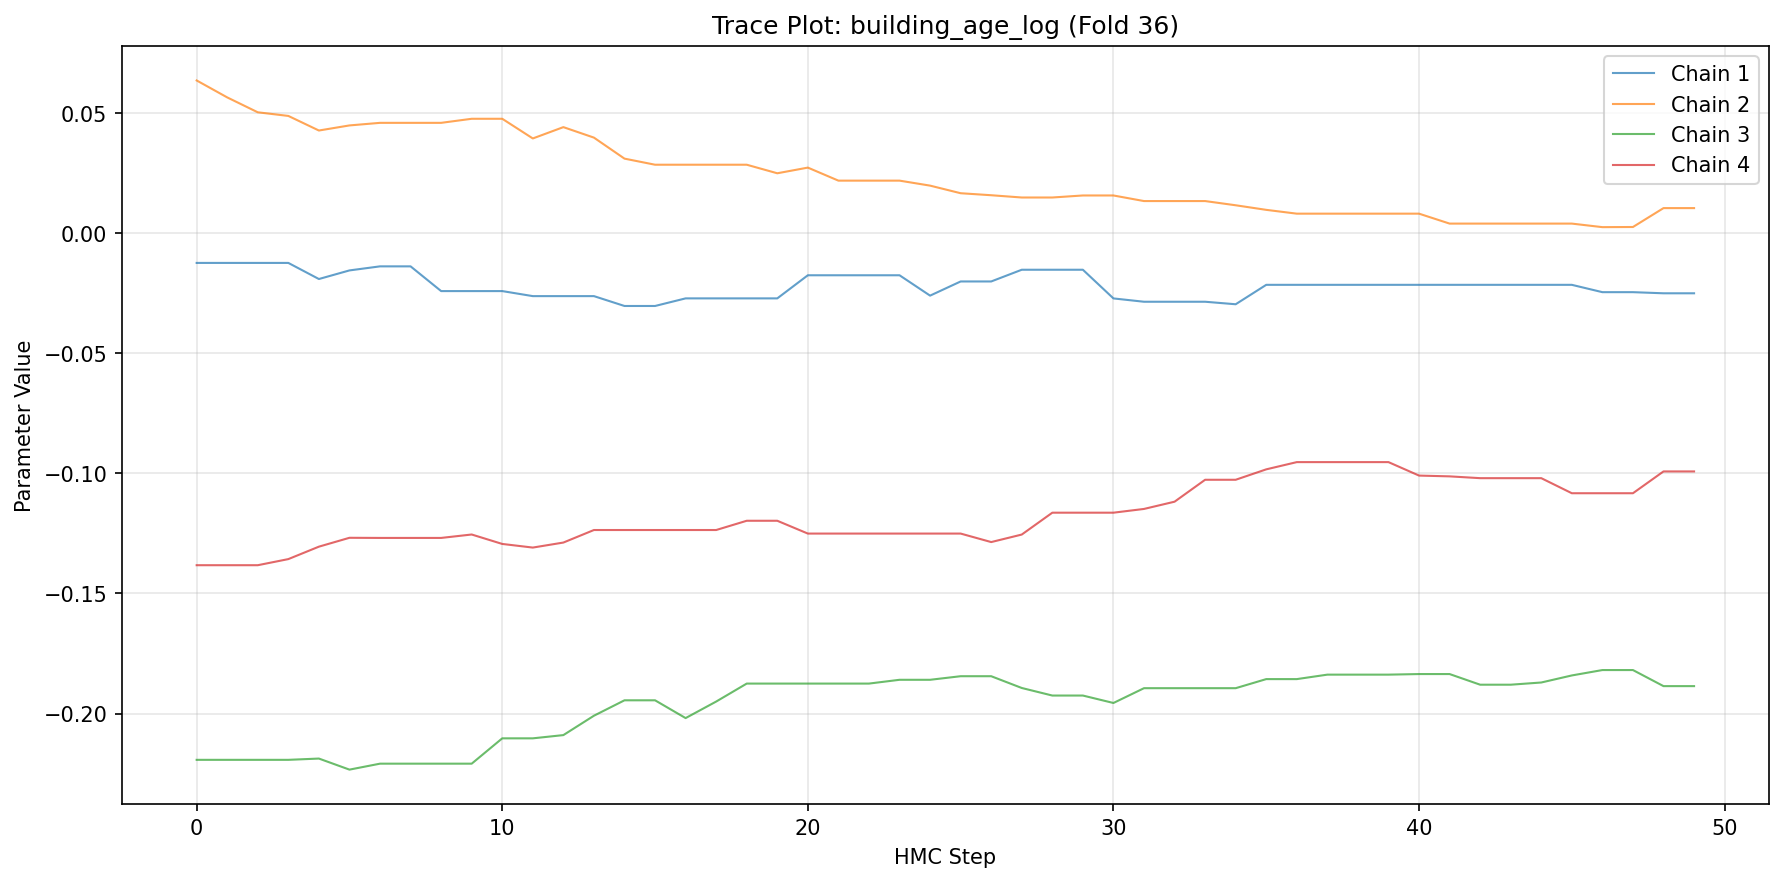 Trace Plot: building_age_log (Fold 36)
Chain 1
Chain 2
Chain 3
Chain 4
0.05
0.00
−0.05
−0.10
−0.15
−0.20
Parameter Value
0 10 20 30 40 50
HMC Step